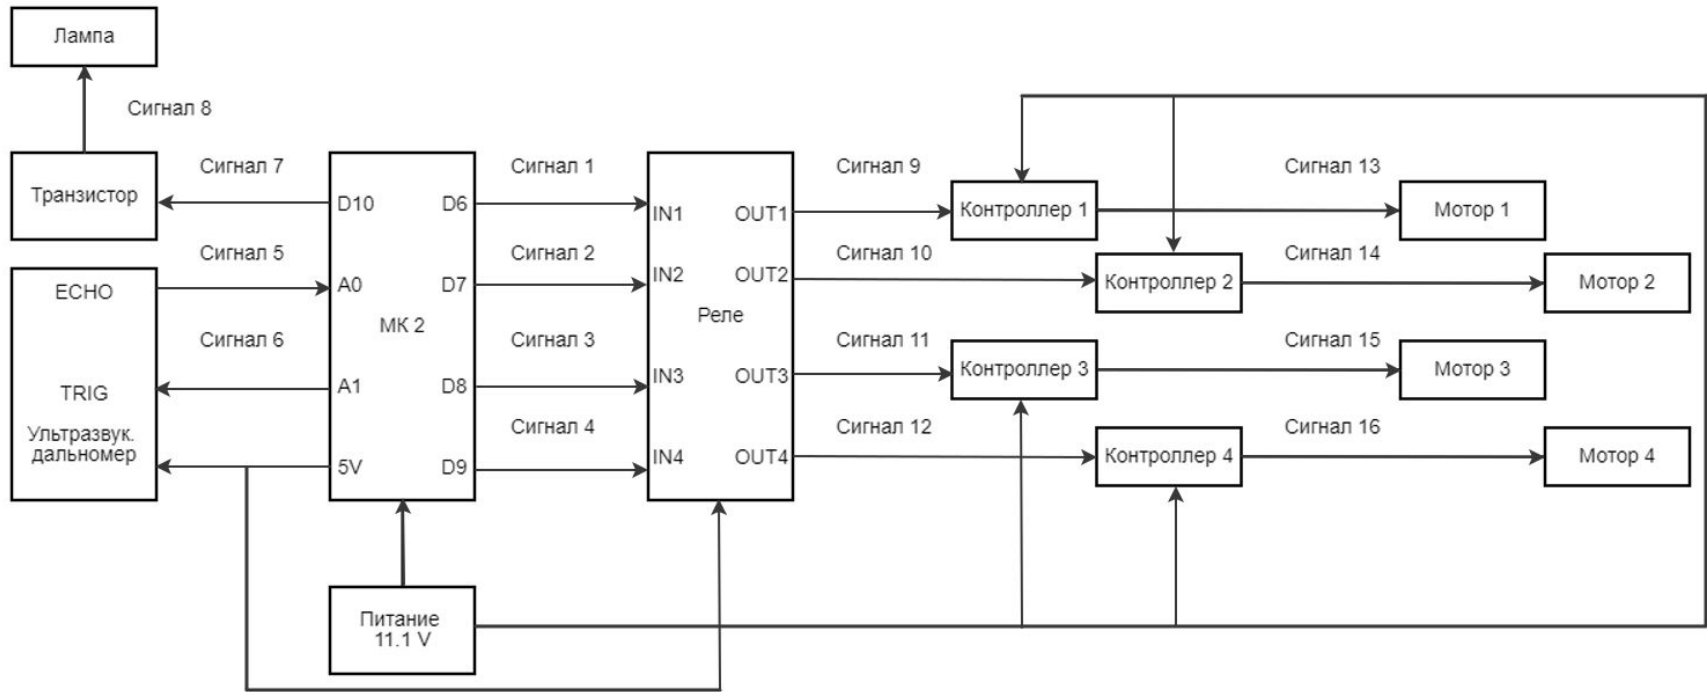 Лампа
Сигнал 8
Сигнал 7
Сигнал 1
Сигнал 9
Сигнал 13
Транзистор
D10
D6
IN1
OUT1
Контроллер 1
Мотор 1
Сигнал 5
Сигнал 2
Сигнал 10
Сигнал 14
ECHO
A0
D7
IN2
OUT2
Контроллер 2
Мотор 2
МК 2
Реле
Сигнал 6
Сигнал 3
Сигнал 11
Сигнал 15
TRIG
A1
D8
IN3
OUT3
Контроллер 3
Мотор 3
Ультразвук.
дальномер
Сигнал 4
Сигнал 12
Сигнал 16
5V
D9
IN4
OUT4
Контроллер 4
Мотор 4
Питание
11.1 V